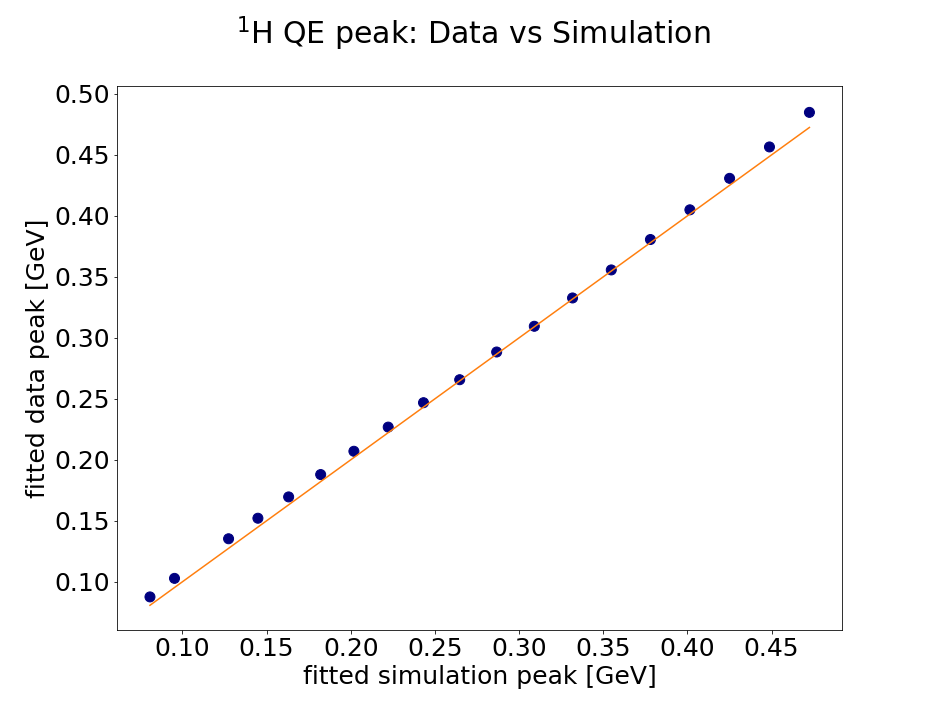 ¹H QE peak: Data vs Simulation
0.50
0.45
0.40
0.35
0.30
0.25
0.20
0.15
0.10
fitted data peak [GeV]
0.10 0.15 0.20 0.25 0.30 0.35 0.40 0.45
fitted simulation peak [GeV]